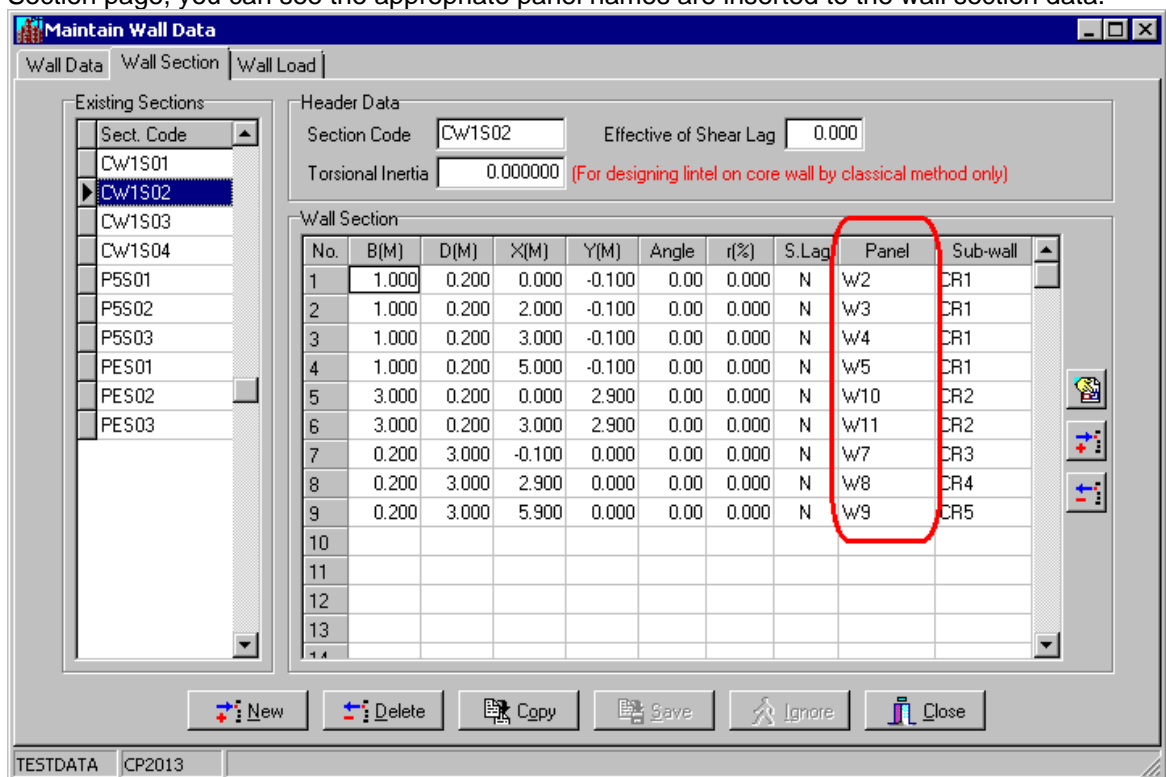 Section page, you can see the appropriate panel names are inserted to the wall section data.
Maintain Wall Data
Wall Data Wall Section Wall Load
Existing Sections
Sect. Code
CW1S01
CW1S02
CW1S03
CW1S04
P5S01
P5S02
P5S03
PES01
PES02
PES03
Header Data
Section Code CW1S02 Effective of Shear Lag 0.000
Torsional Inertia 0.000000 (For designing lintel on core wall by classical method only)
Wall Section
No. B(M) D(M) X(M) Y(M) Angle r(%) S.Lag Panel Sub-wall
1 1.000 0.200 0.000 -0.100 0.00 0.000 N W2 CR1
2 1.000 0.200 2.000 -0.100 0.00 0.000 N W3 CR1
3 1.000 0.200 3.000 -0.100 0.00 0.000 N W4 CR1
4 1.000 0.200 5.000 -0.100 0.00 0.000 N W5 CR1
5 3.000 0.200 0.000 2.900 0.00 0.000 N W10 CR2
6 3.000 0.200 3.000 2.900 0.00 0.000 N W11 CR2
7 0.200 3.000 -0.100 0.000 0.00 0.000 N W7 CR3
8 0.200 3.000 2.900 0.000 0.00 0.000 N W8 CR4
9 0.200 3.000 5.900 0.000 0.00 0.000 N W9 CR5
10
11
12
13
New Delete Copy Save Ignore Close
TESTDATA CP2013